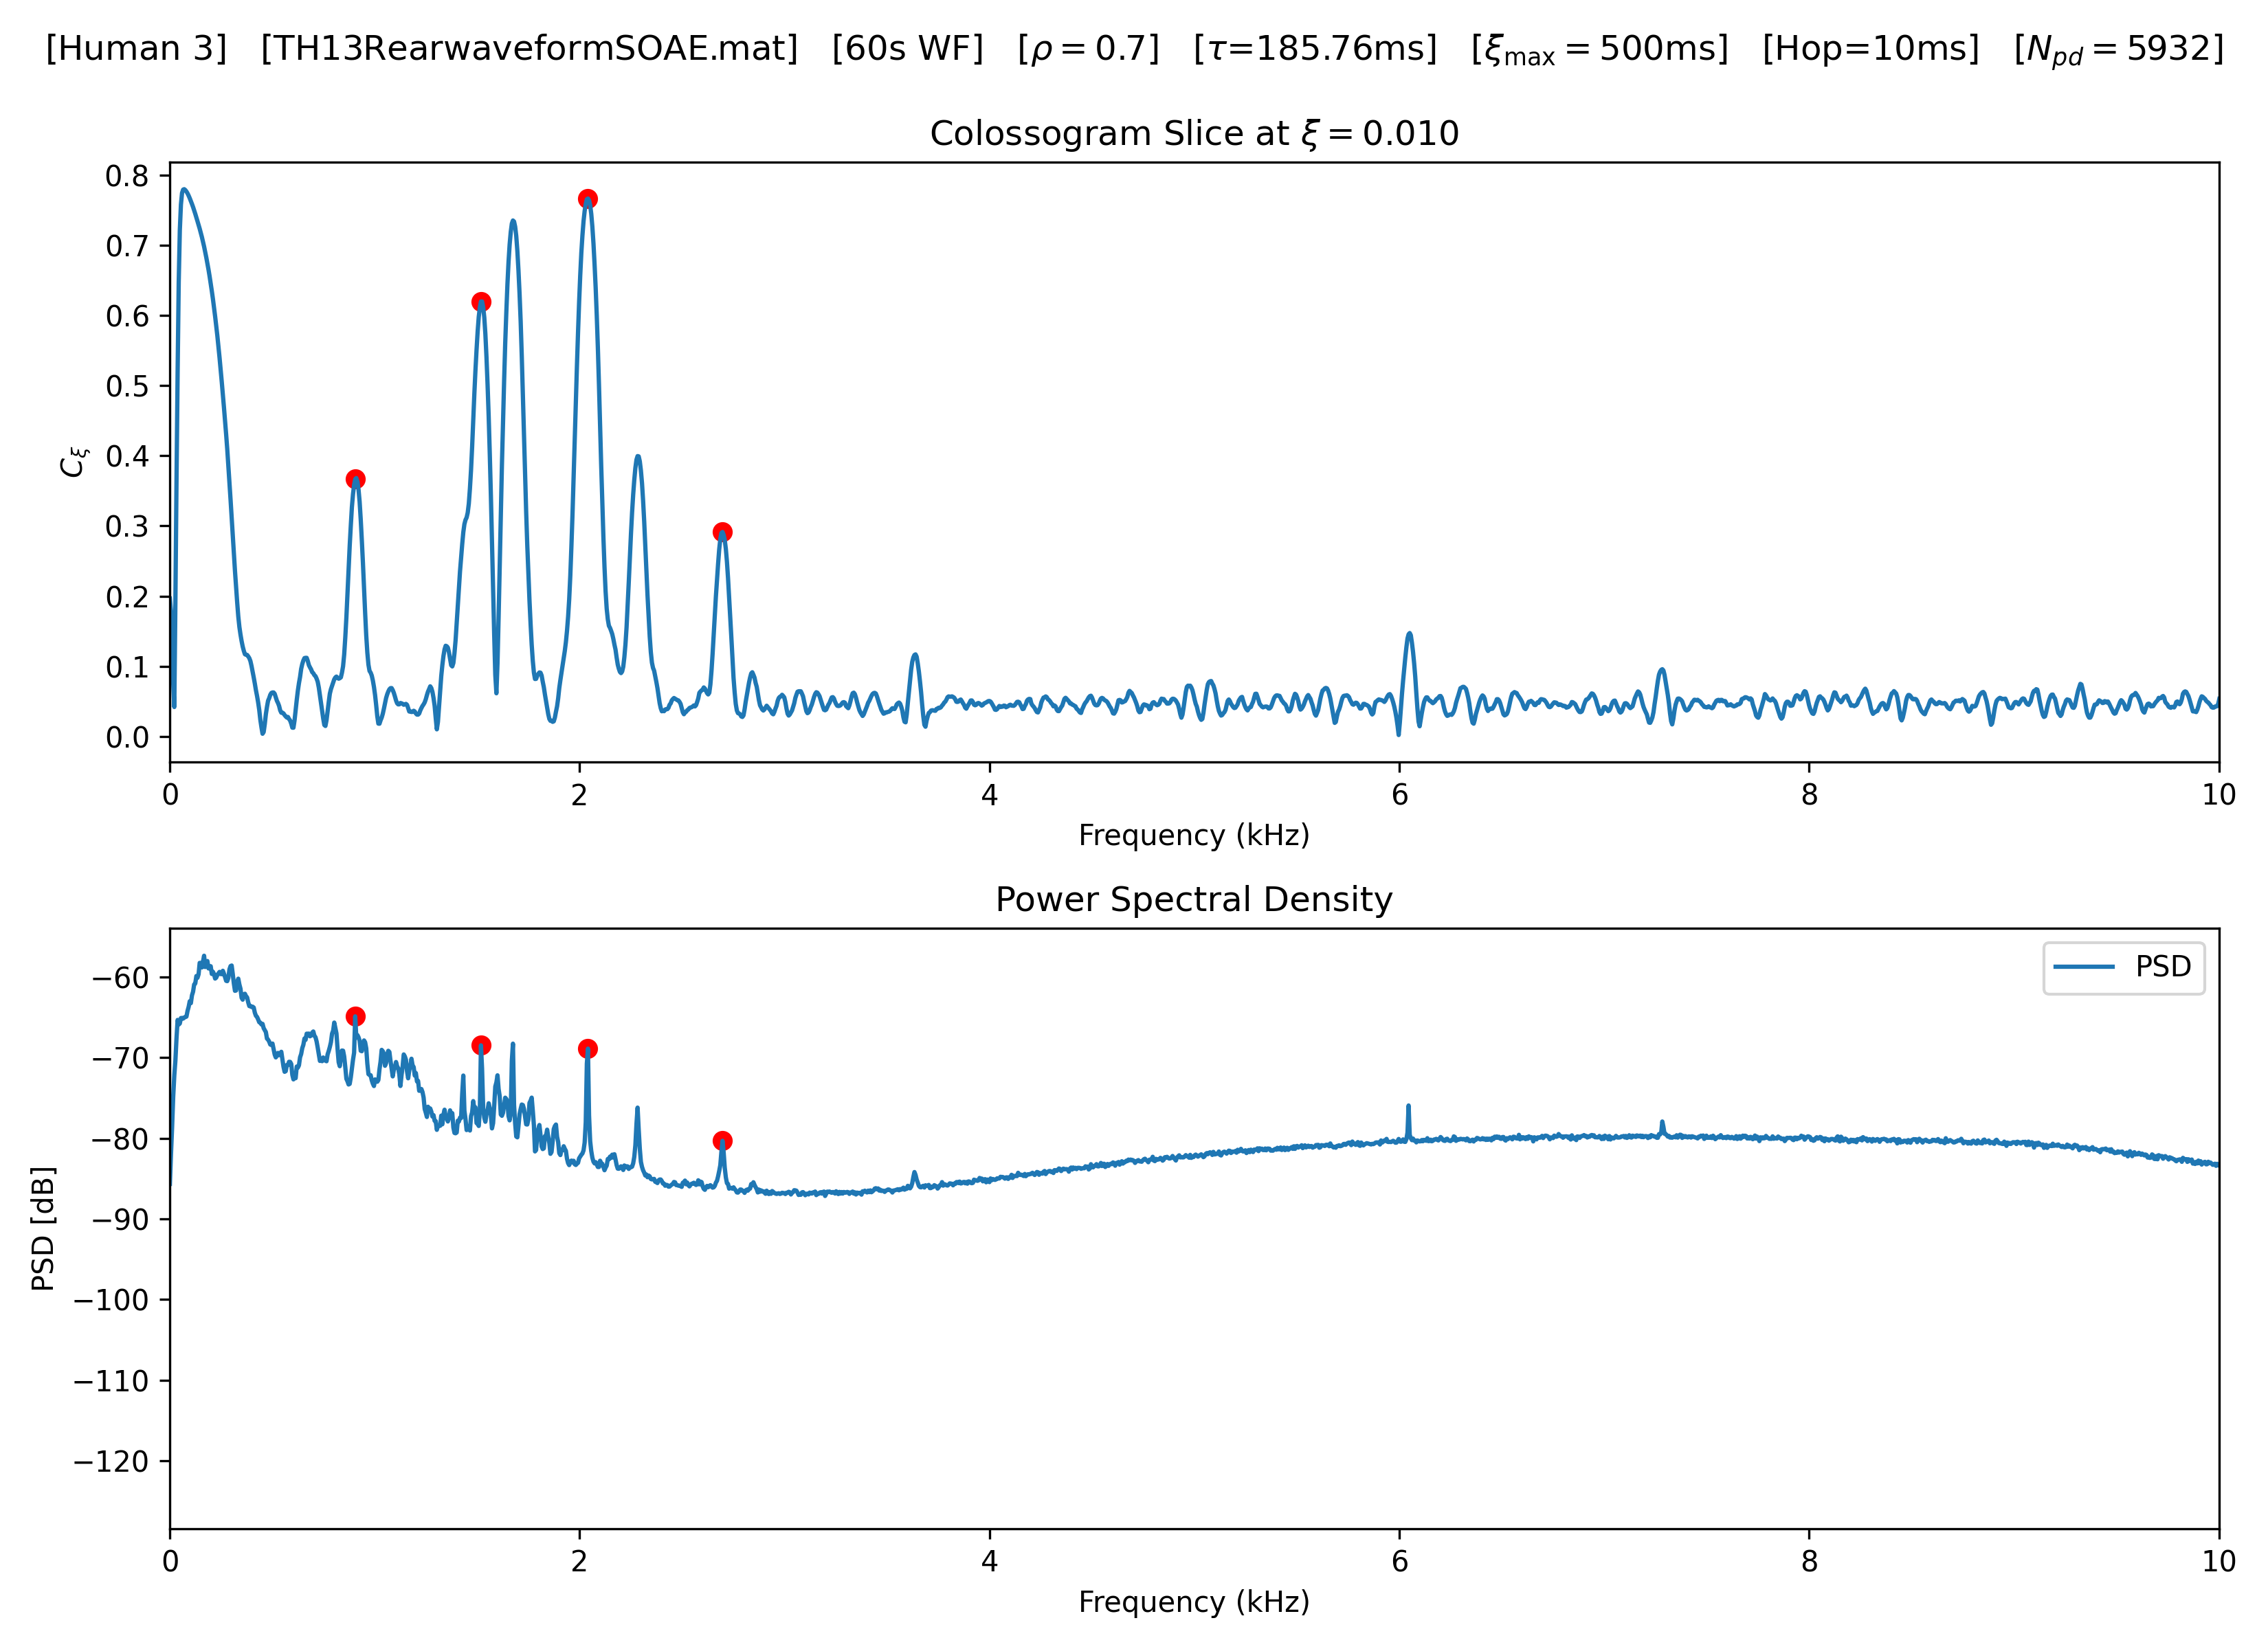 [Human 3] [TH13RearwaveformSOAE.mat] [60s WF] [ρ = 0.7] [τ=185.76ms] [ξmax = 500ms] [Hop=10ms] [Npd = 5932]
Colossogram Slice at ξ = 0.010
0.8
0.7
0.6
0.5
0.4
0.3
0.2
0.1
0.0
Cξ
0 2 4 6 8 10
Frequency (kHz)
Power Spectral Density
PSD
−60
−70
−80
−90
−100
−110
−120
PSD [dB]
0 2 4 6 8 10
Frequency (kHz)